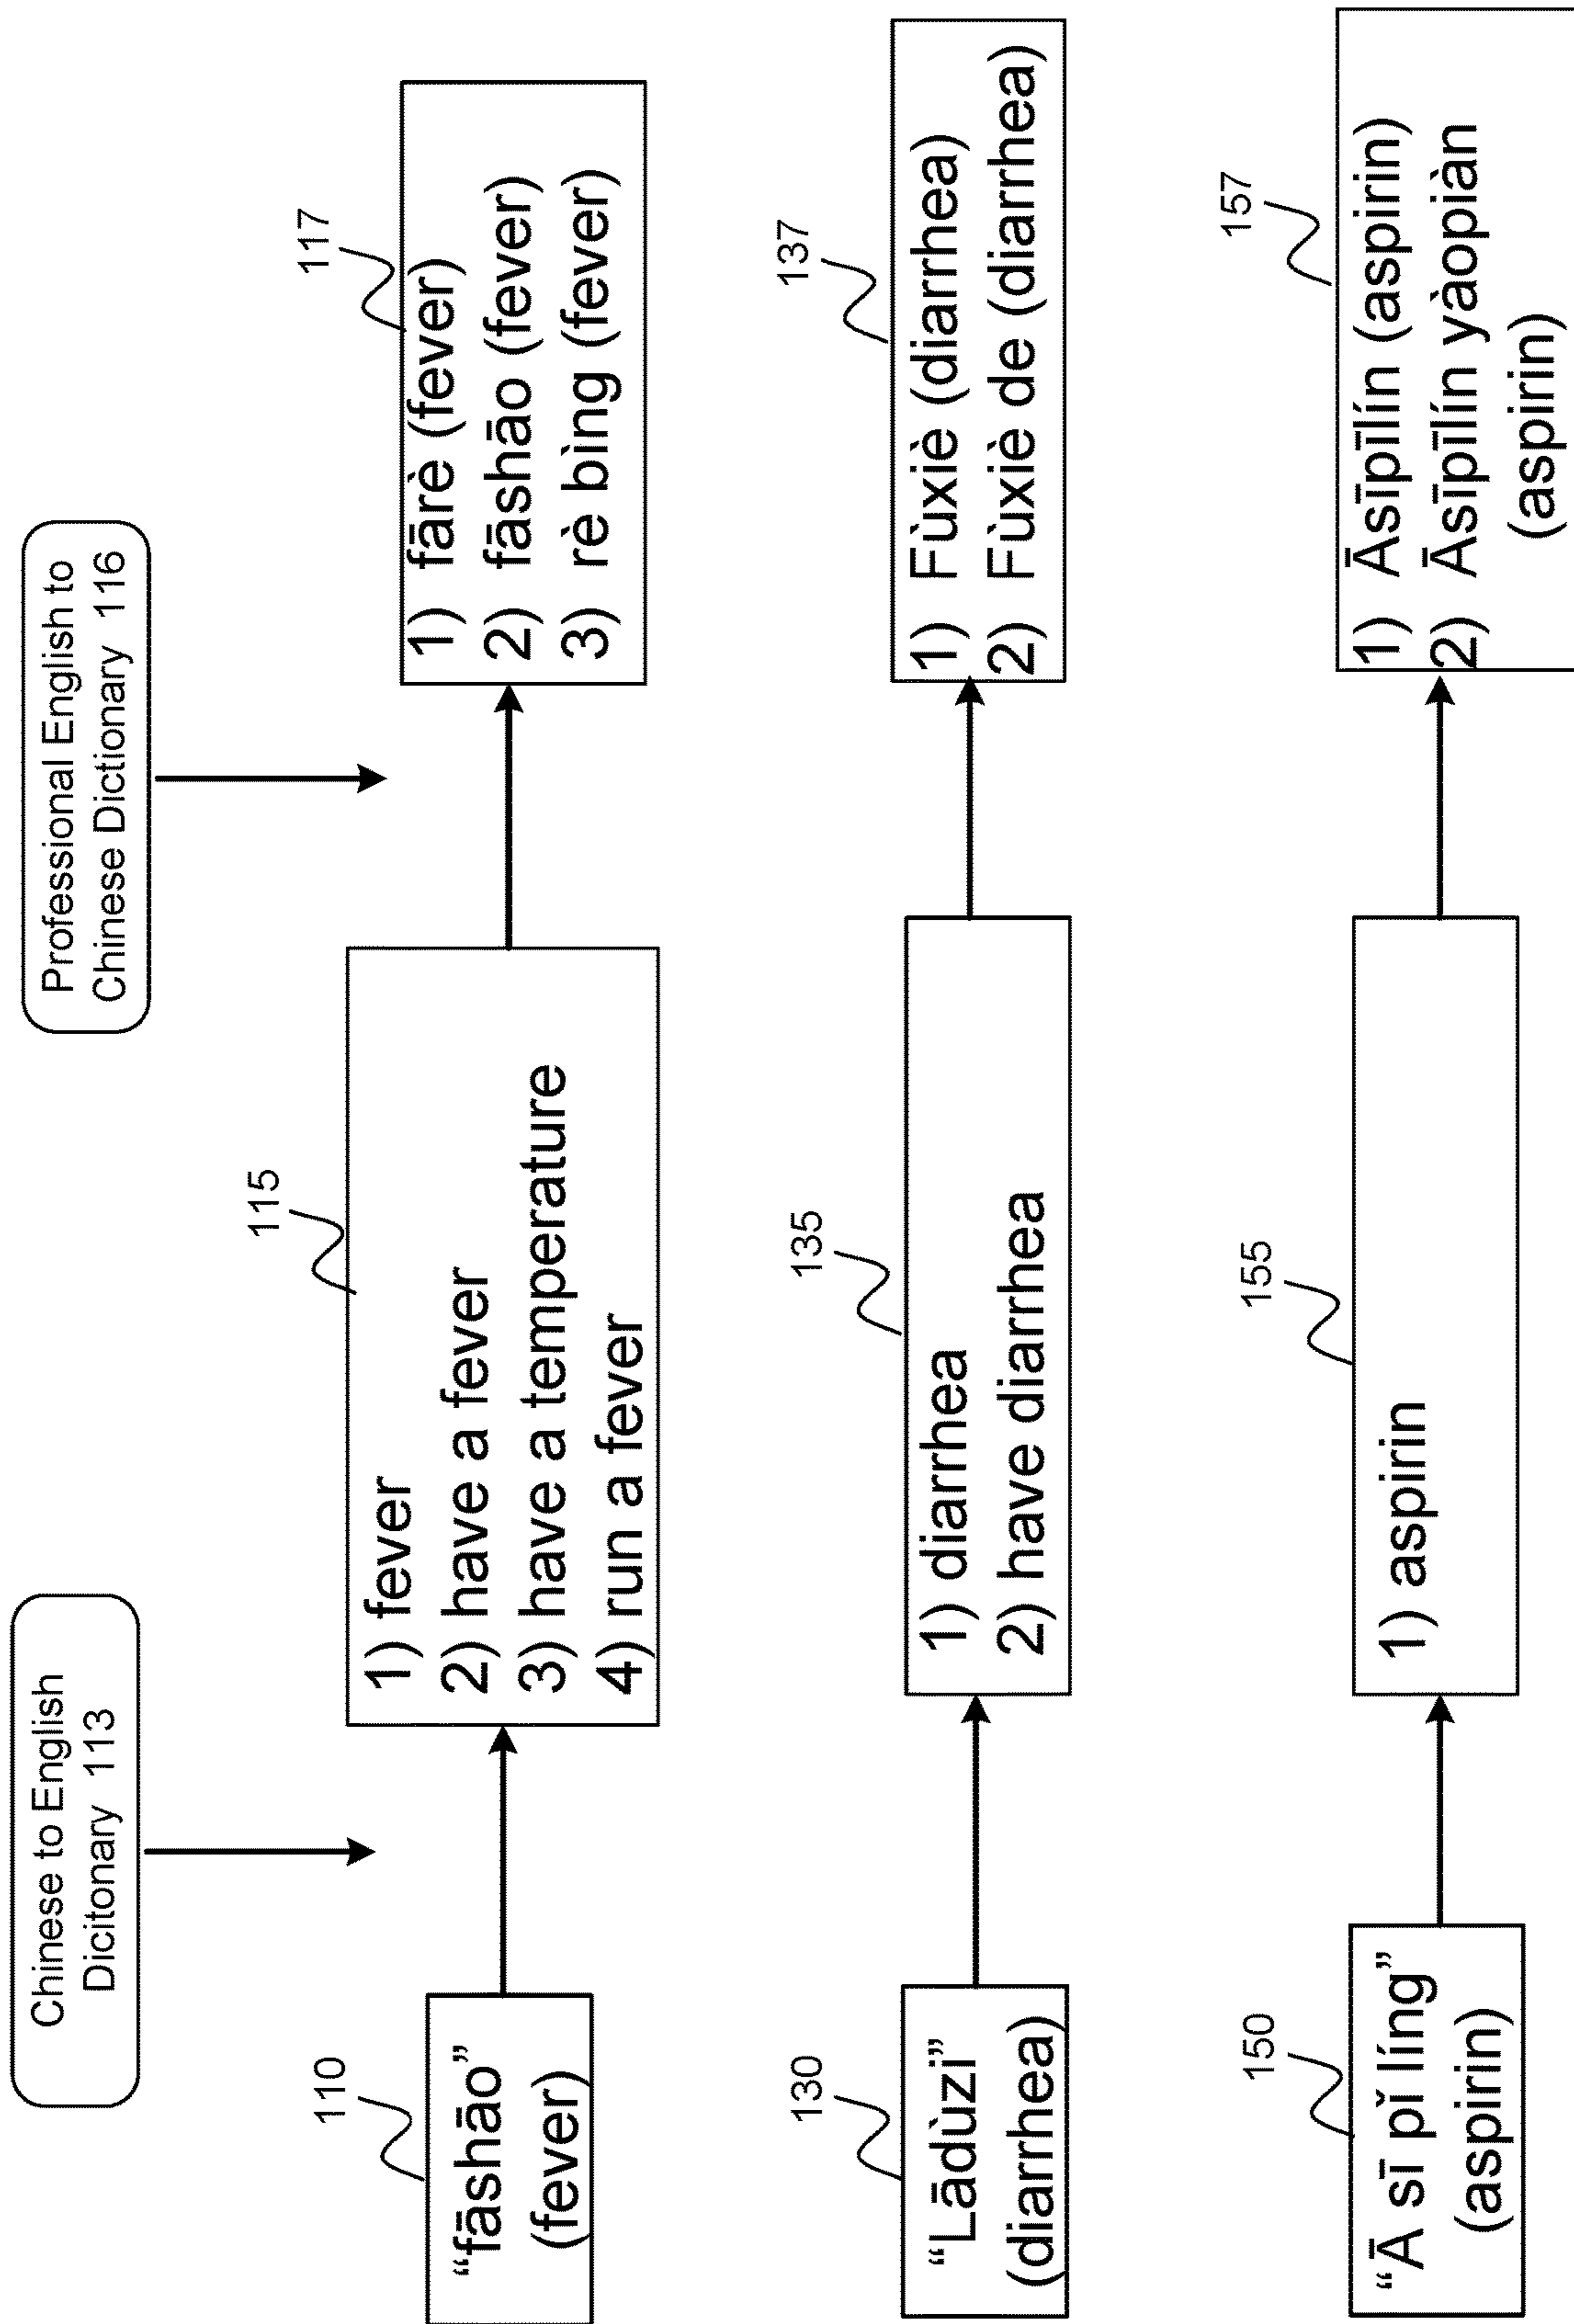 Chinese to English
Dicitonary 113
Professional English to
Chinese Dictionary 116
110
“fāshāo”
(fever)
115
1) fever
2) have a fever
3) have a temperature
4) run a fever
117
1) fārè (fever)
2) fāshāo (fever)
3) rè bìng (fever)
130
“Lādùzi”
(diarrhea)
135
1) diarrhea
2) have diarrhea
137
1) Fùxiè (diarrhea)
2) Fùxiè de (diarrhea)
150
“Ā sī pǐ líng”
(aspirin)
155
1) aspirin
157
1) Āsīpīlín (aspirin)
2) Āsīpīlín yàopiàn
(aspirin)